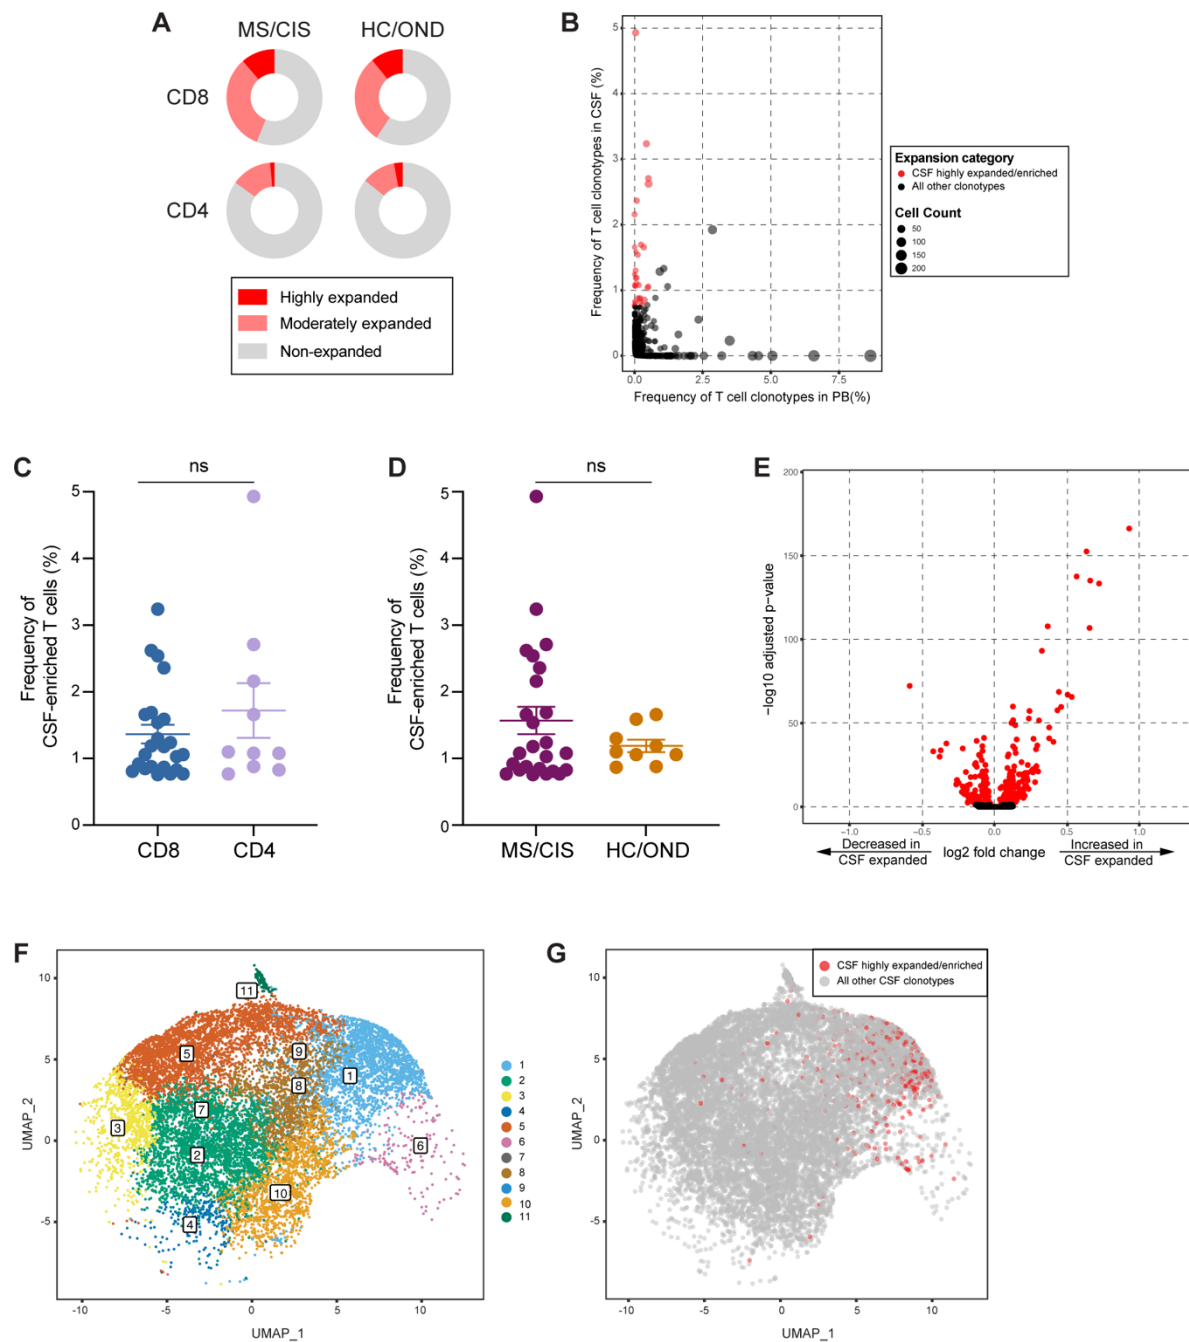 A
MS/CIS
HC/OND
CD8
CD4
Highly expanded
Moderately expanded
Non-expanded
B
Frequency of T cell clonotypes in CSF (%)
5
4
3
2
1
0
0.0
2.5
5.0
7.5
Frequency of T cell clonotypes in PB(%)
Expansion category
CSF highly expanded/enriched
All other clonotypes
Cell Count
50
100
150
200
C
ns
Frequency of
CSF-enriched T cells (%)
5
4
3
2
1
0
CD8
CD4
D
ns
Frequency of
CSF-enriched T cells (%)
5
4
3
2
1
0
MS/CIS
HC/OND
E
−log10 adjusted p-value
200
150
100
50
0
-1.0
-0.5
0.0
0.5
1.0
Decreased in
CSF expanded
log2 fold change
Increased in
CSF expanded
F
UMAP_2
10
5
0
-5
-10
-5
0
5
10
UMAP_1
11
5
9
8
1
7
3
2
6
10
4
1
2
3
4
5
6
7
8
9
10
11
G
CSF highly expanded/enriched
All other CSF clonotypes
UMAP_2
10
5
0
-5
-10
-5
0
5
10
UMAP_1